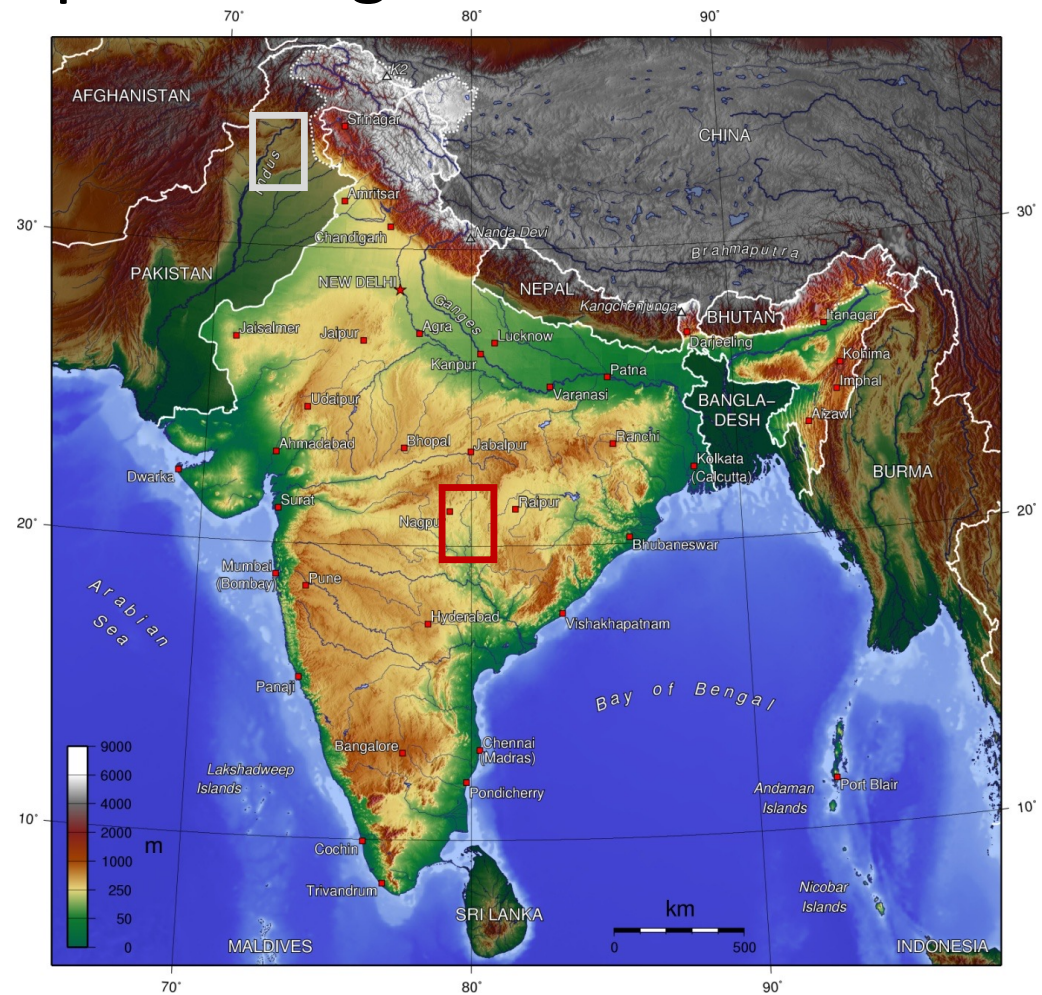 70°
80°
90°
K2
AFGHANISTAN
Srinagar
CHINA
Indus
Amritsar
30°
30°
Chandigarh
Nanda Devi
Brahmaputra
PAKISTAN
NEW DELHI
NEPAL
Kangchenjunga
Ganges
BHUTAN
Itanagar
Jaisalmer
Jaipur
Agra
Lucknow
Darjeeling
Kanpur
Kohima
Patna
Imphal
Varanasi
Udaipur
BANGLA–
DESH
Aizawl
Ahmadabad
Bhopal
Jabalpur
Ranchi
Dwarka
Kolkata
(Calcutta)
BURMA
Surat
Raipur
20°
Nagpu
20°
Bhubaneswar
Mumbai
(Bombay)
Pune
Arabian
Sea
Hyderabad
Vishakhapatnam
Panaji
Bay of Bengal
Bangalore
Chennai
(Madras)
9000
6000
4000
2000
1000
250
50
0
m
Lakshadweep
Islands
Pondicherry
Andaman
Islands
Port Blair
10°
10°
Cochin
Trivandrum
Nicobar
Islands
SRI LANKA
km
0
500
MALDIVES
INDONESIA
70°
80°
90°